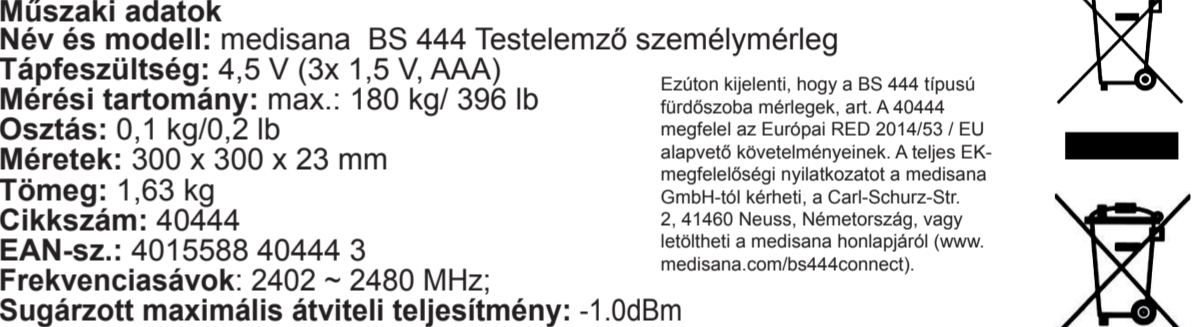 Műszaki adatok
Név és modell: medisana BS 444 Testelemző személymérleg
Tápfeszültség: 4,5 V (3x 1,5 V, AAA)
Mérési tartomány: max.: 180 kg/ 396 lb
Osztás: 0,1 kg/0,2 lb
Méretek: 300 x 300 x 23 mm
Tömeg: 1,63 kg
Cikkszám: 40444
EAN-sz.: 4015588 40444 3
Frekvenciasávok: 2402 ~ 2480 MHz;
Sugárzott maximális átviteli teljesítmény: -1.0dBm
Ezúton kijelenti, hogy a BS 444 típusú
fürdőszoba mérlegek, art. A 40444
megfelel az Európai RED 2014/53 / EU
alapvető követelményeinek. A teljes EK-
megfelelőségi nyilatkozatot a medisana
GmbH-tól kérheti, a Carl-Schurz-Str.
2, 41460 Neuss, Németország, vagy
letöltheti a medisana honlapjáról (www.
medisana.com/bs444connect).